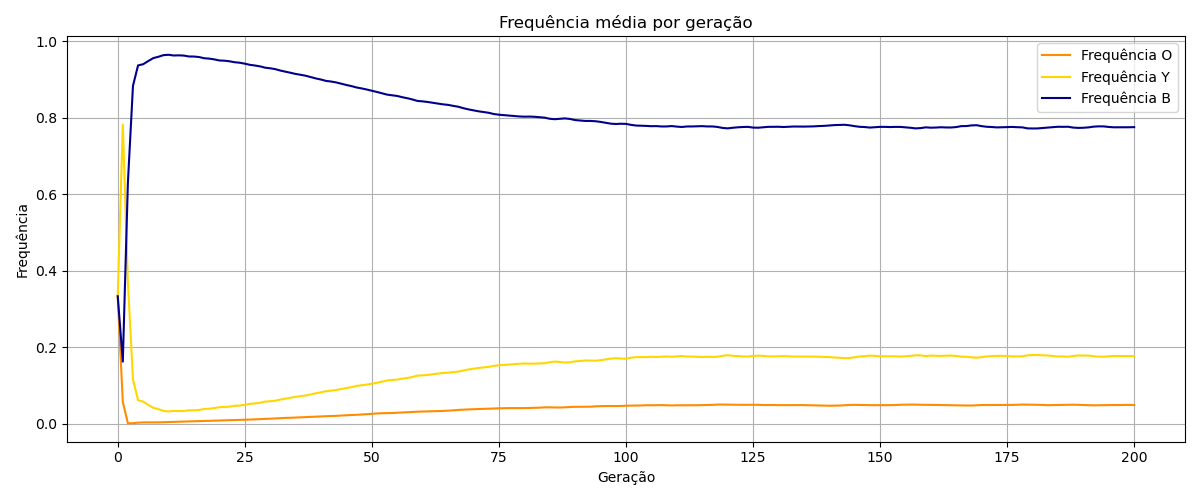 Frequência média por geração
Frequência O
Frequência Y
Frequência B
1.0
0.8
0.6
0.4
0.2
0.0
Frequência
0 25 50 75 100 125 150 175 200
Geração